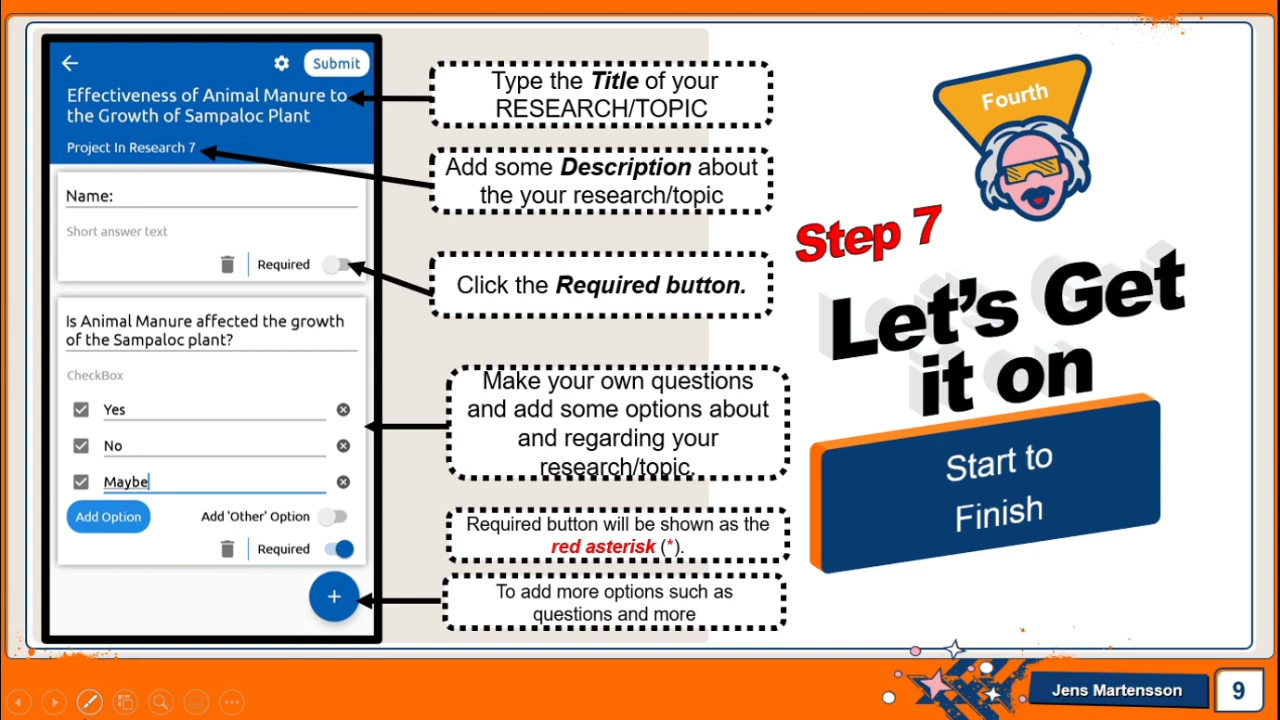 Submit
Effectiveness of Animal Manure to
the Growth of Sampaloc Plant
Project In Research 7
Name:
Short answer text
Required
Is Animal Manure affected the growth
of the Sampaloc plant?
CheckBox
Yes
No
Maybe
Add Option
Add 'Other' Option
Required
+
Type the Title of your
RESEARCH/TOPIC
Add some Description about
the your research/topic
Click the Required button.
Make your own questions
and add some options about
and regarding your
research/topic.
Required button will be shown as the
red asterisk (*).
To add more options such as
questions and more
Fourth
Step 7
Let's Get
it on
Start to
Finish
Jens Martensson
9